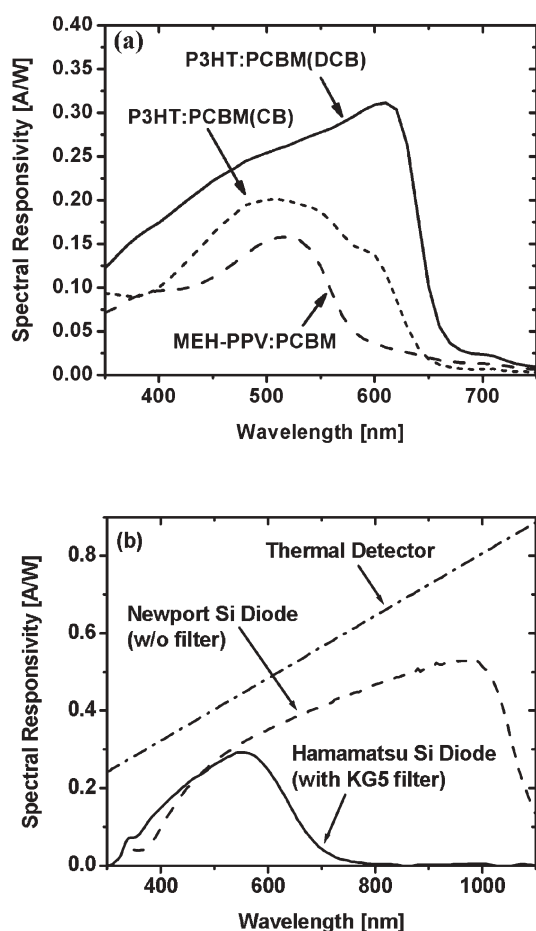 (a)
P3HT:PCBM(DCB)
P3HT:PCBM(CB)
MEH-PPV:PCBM
Spectral Responsivity [A/W]
0.40
0.35
0.30
0.25
0.20
0.15
0.10
0.05
0.00
400 500 600 700
Wavelength [nm]
(b)
Thermal Detector
Newport Si Diode
(w/o filter)
Hamamatsu Si Diode
(with KG5 filter)
Spectral Responsivity [A/W]
0.8
0.6
0.4
0.2
0.0
400 600 800 1000
Wavelength [nm]